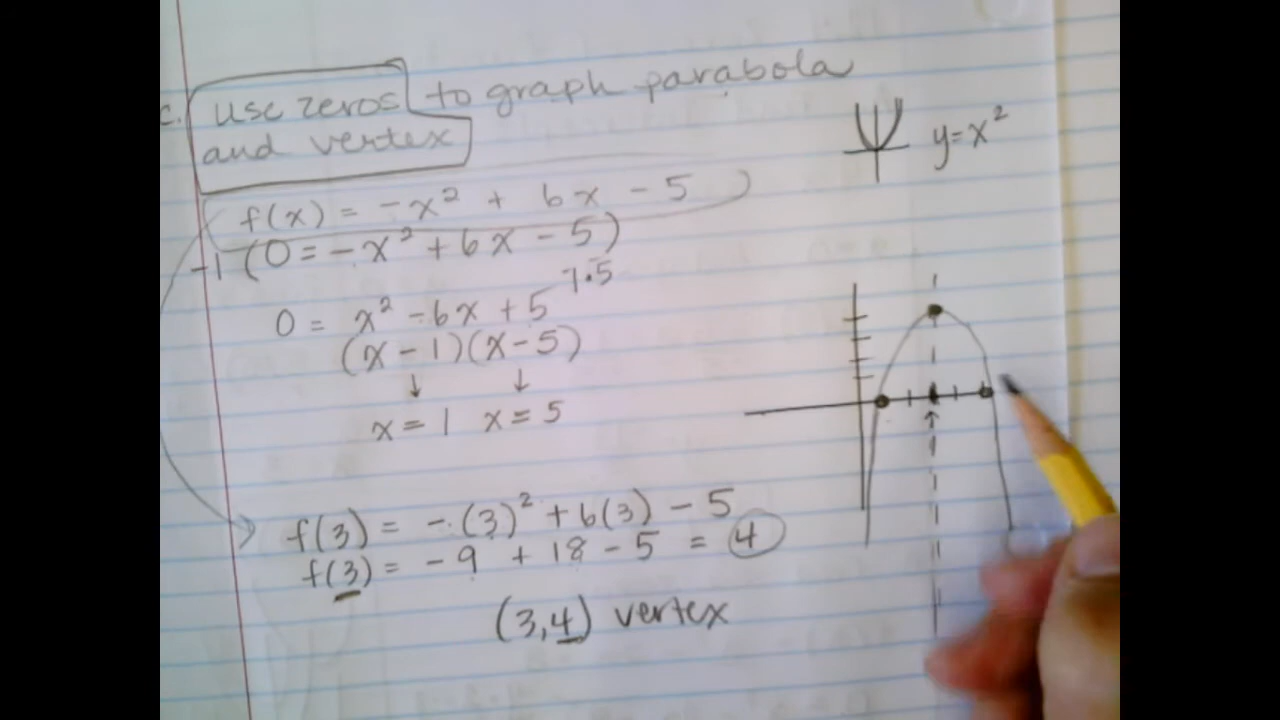 c. use zeros to graph parabola
and vertex
y=x²
f(x) = -x² + 6x - 5
-1 (0 = -x² + 6x - 5)
1·5
0 = x² - 6x + 5
(x - 1)(x - 5)
↓ ↓
x = 1 x = 5
f(3) = -(3)² + 6(3) - 5
f(3) = -9 + 18 - 5 = 4
(3,4) vertex